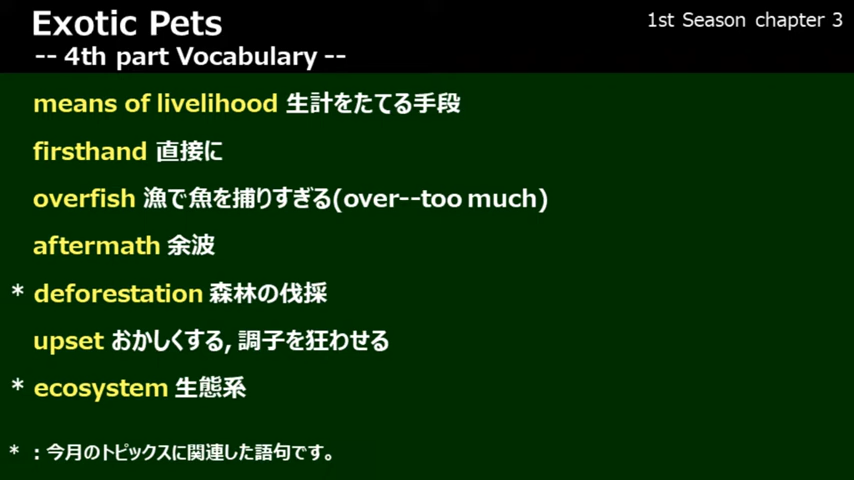 Exotic Pets
1st Season chapter 3
-- 4th part Vocabulary --
means of livelihood 生計をたてる手段
firsthand 直接に
overfish 漁で魚を捕りすぎる(over--too much)
aftermath 余波
* deforestation 森林の伐採
upset おかしくする, 調子を狂わせる
* ecosystem 生態系
* : 今月のトピックスに関連した語句です。